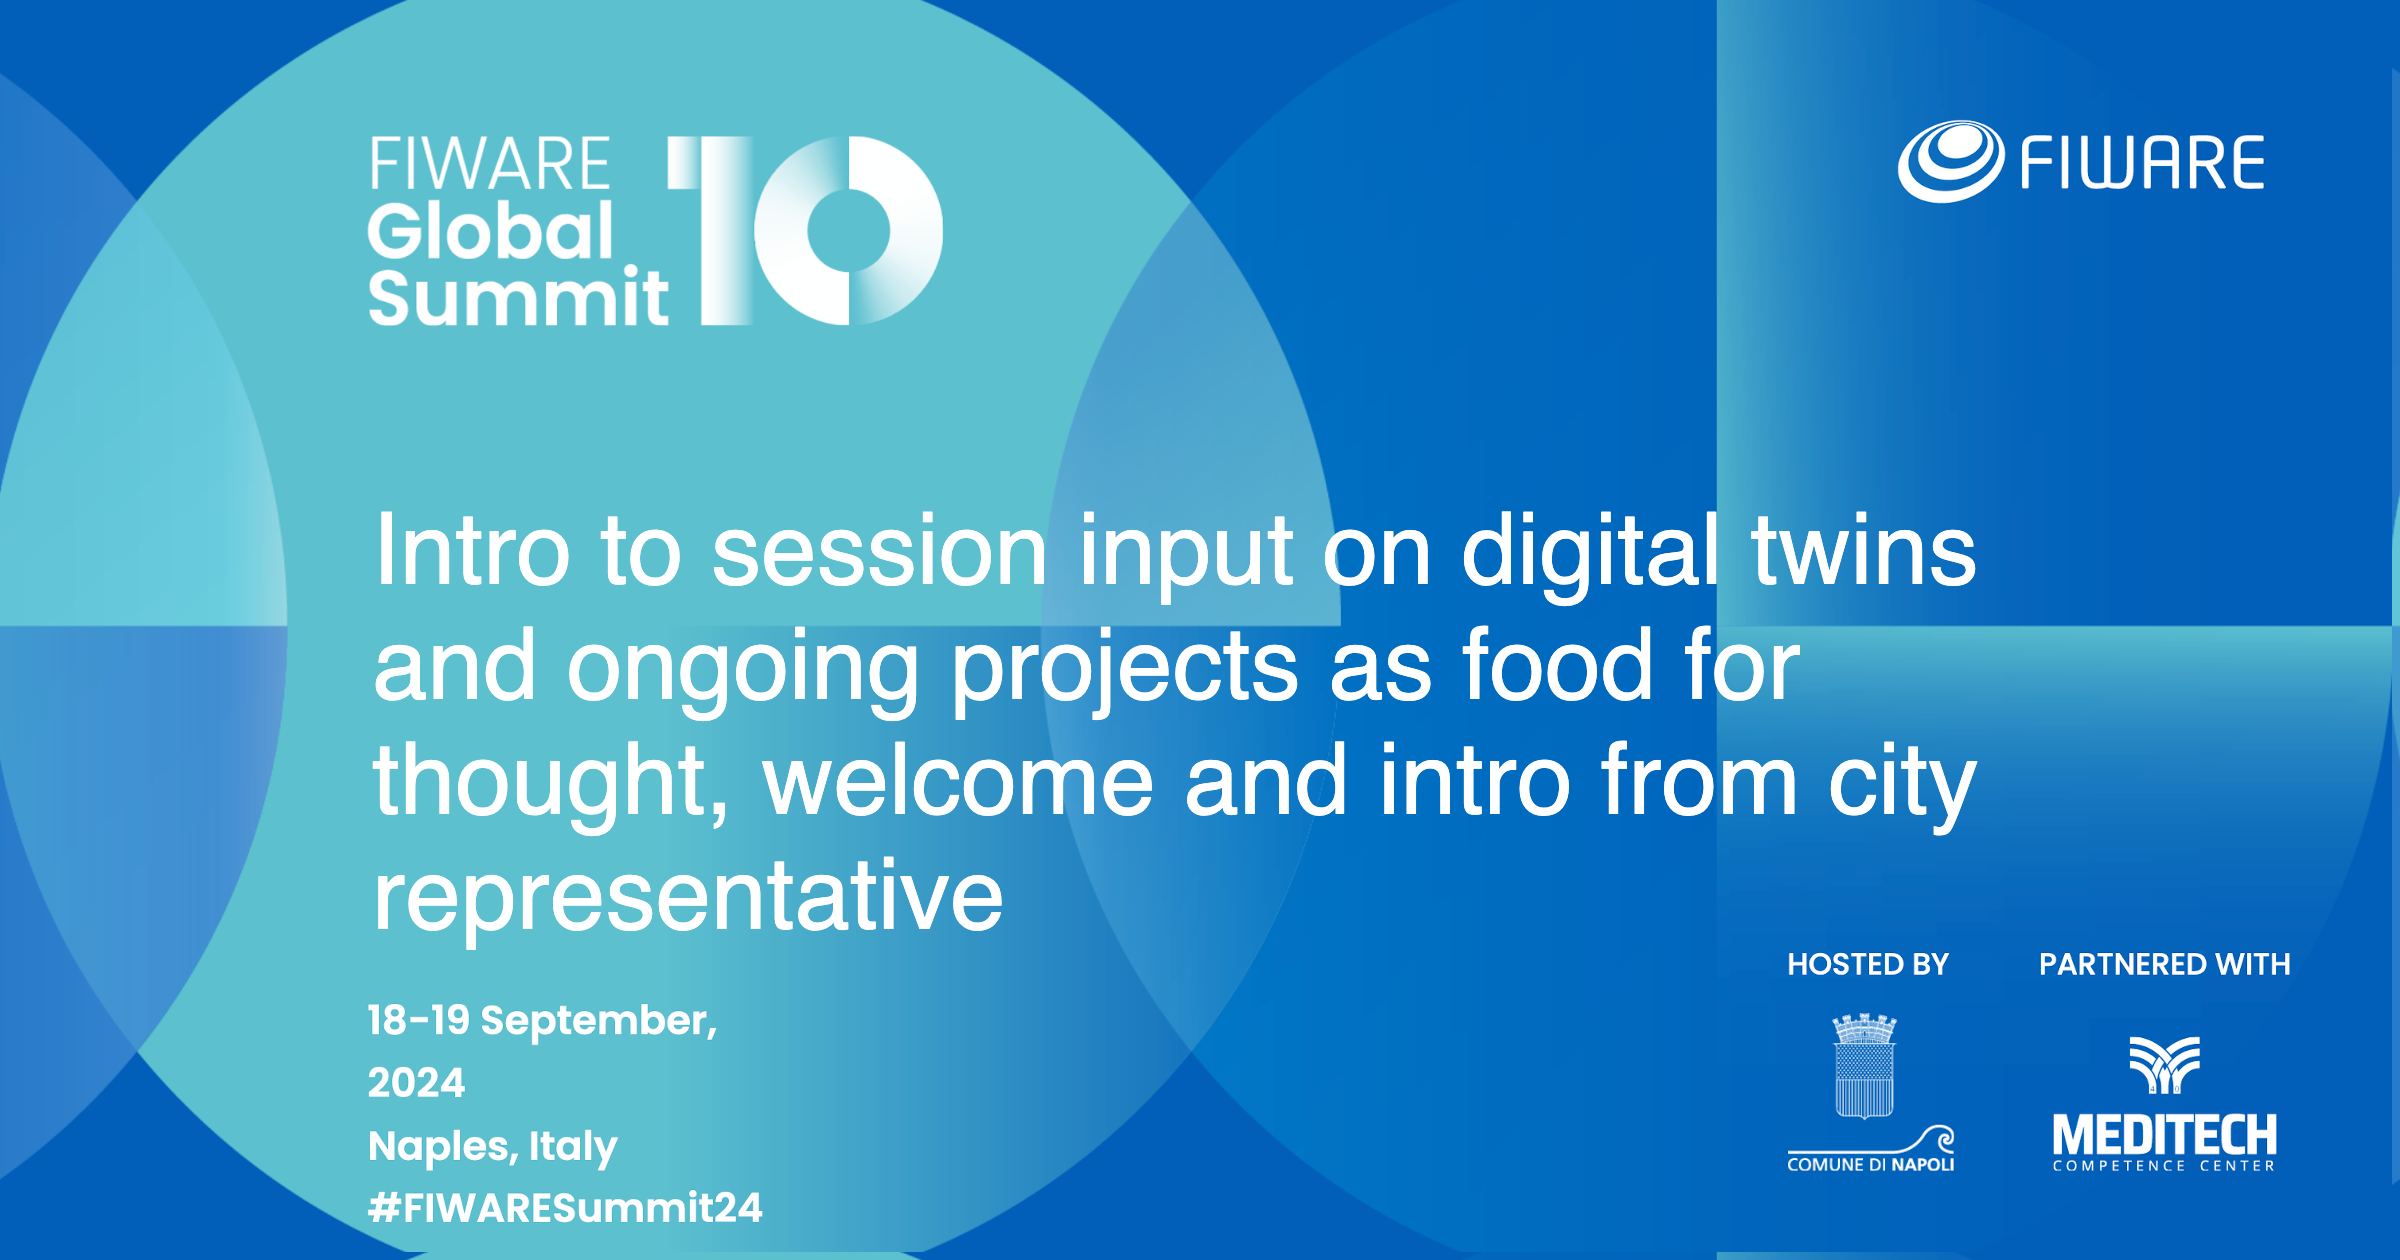 FIWARE
Global
Summit
10
FIWARE
Intro to session input on digital twins
and ongoing projects as food for
thought, welcome and intro from city
representative
18-19 September,
2024
Naples, Italy
#FIWARESummit24
HOSTED BY
COMUNE DI NAPOLI
PARTNERED WITH
4 0
MEDITECH
COMPETENCE CENTER